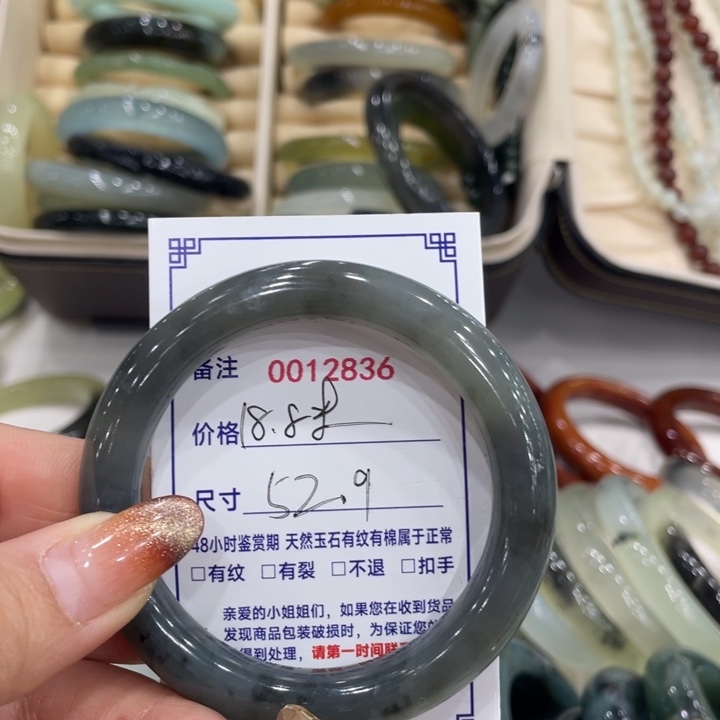 备注 0012836
价格 18.8
尺寸 52.9
48小时鉴赏期 天然玉石有纹有棉属于正常
□有纹 □有裂 □不退 □扣手
亲爱的小姐姐们，如果您在收到货品
发现商品包装破损时，为保证您的
得到处理，请第一时间联